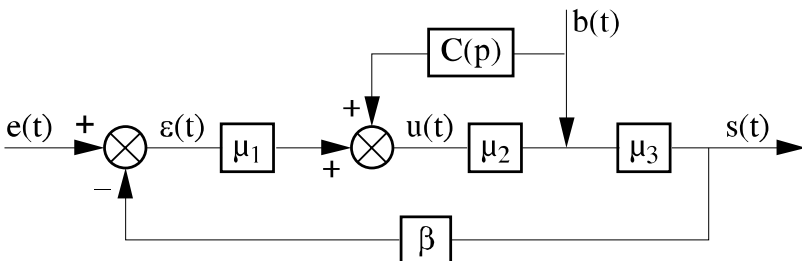 b(t)
C(p)
+
e(t)
+
ε(t)
μ1
+
u(t)
μ2
μ3
s(t)
−
β